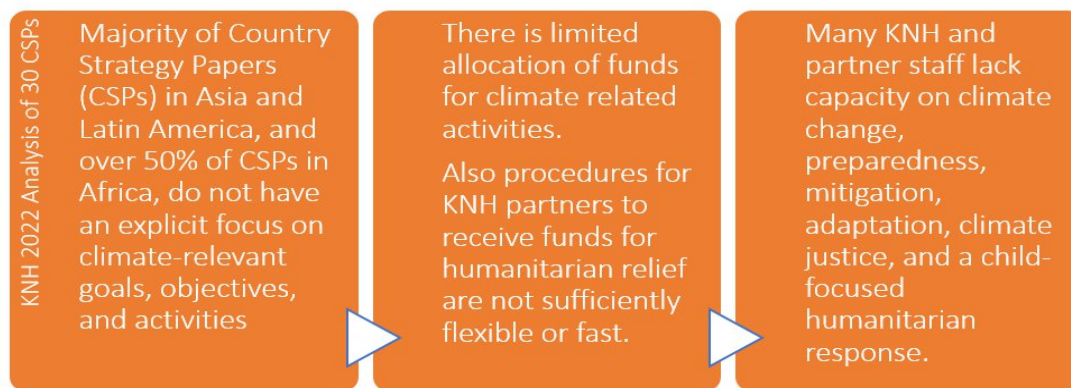 KNH 2022 Analysis of 30 CSPs
Majority of Country
Strategy Papers
(CSPs) in Asia and
Latin America, and
over 50% of CSPs in
Africa, do not have
an explicit focus on
climate-relevant
goals, objectives,
and activities
There is limited
allocation of funds
for climate related
activities.
Also procedures for
KNH partners to
receive funds for
humanitarian relief
are not sufficiently
flexible or fast.
Many KNH and
partner staff lack
capacity on climate
change,
preparedness,
mitigation,
adaptation, climate
justice, and a child-
focused
humanitarian
response.